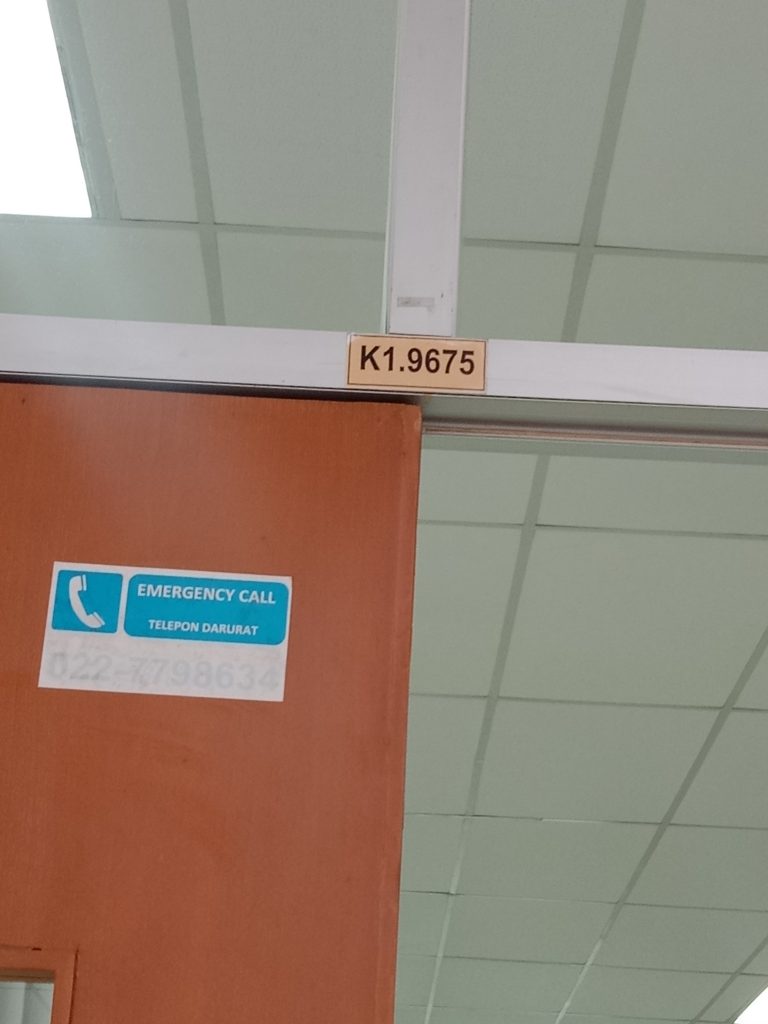 K1.9675
EMERGENCY CALL
TELEPON DARURAT
022-7798634